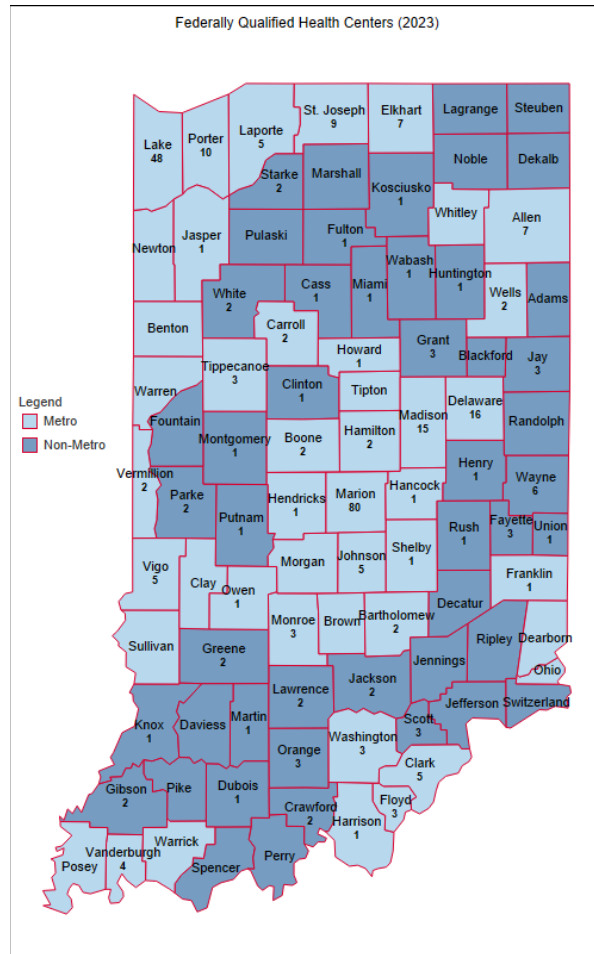 Federally Qualified Health Centers (2023)
St. Joseph
9
Elkhart
7
Lagrange
Steuben
Lake
48
Porter
10
Laporte
5
Noble
Dekalb
Starke
2
Marshall
Kosciusko
1
Whitley
Allen
7
Newton
Jasper
1
Pulaski
Fulton
1
Wabash
1
Huntington
1
White
2
Cass
1
Miami
1
Wells
2
Adams
Benton
Carroll
2
Howard
1
Grant
3
Blackford
Jay
3
Tippecanoe
3
Warren
Clinton
1
Tipton
Madison
15
Delaware
16
Legend
Metro
Non-Metro
Fountain
Montgomery
1
Boone
2
Hamilton
2
Randolph
Vermillion
2
Parke
2
Putnam
1
Hendricks
1
Marion
80
Hancock
1
Henry
1
Wayne
6
Rush
1
Fayette
3
Union
1
Vigo
5
Clay
Owen
1
Morgan
Johnson
5
Shelby
1
Franklin
1
Sullivan
Greene
2
Monroe
3
Brown
Bartholomew
2
Decatur
Ripley
Dearborn
Ohio
Jennings
Jackson
2
Lawrence
2
Knox
1
Daviess
Martin
1
Jefferson
Switzerland
Scott
3
Washington
3
Orange
3
Clark
5
Gibson
2
Pike
Dubois
1
Crawford
2
Floyd
3
Harrison
1
Posey
Vanderburgh
4
Warrick
Spencer
Perry